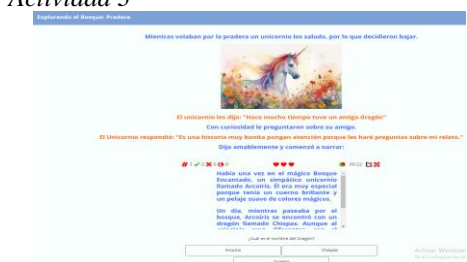 Actividad 5
Explorando el Bosque: Pradera
Mientras volaban por la pradera un unicornio les saludo, por lo que decidieron bajar.
El unicornio les dijo: "Hace mucho tiempo tuve un amigo dragón"
Con curiosidad le preguntaron sobre su amigo.
El Unicornio respondió: "Es una historia muy bonita pongan atención porque les haré preguntas sobre mi relato."
Dijo amablemente y comenzó a narrar:
Había una vez en el mágico Bosque
Encantado, un simpático unicornio
llamado Arcoíris. Él era muy especial
porque tenía un cuerno brillante y
un pelaje suave de colores mágicos.
Un día, mientras paseaba por el
bosque, Arcoíris se encontró con un
dragón llamado Chispas. Aunque al
¿Cuál es el nombre del Dragón?
Arcoíris
Chispas
Activar Windows